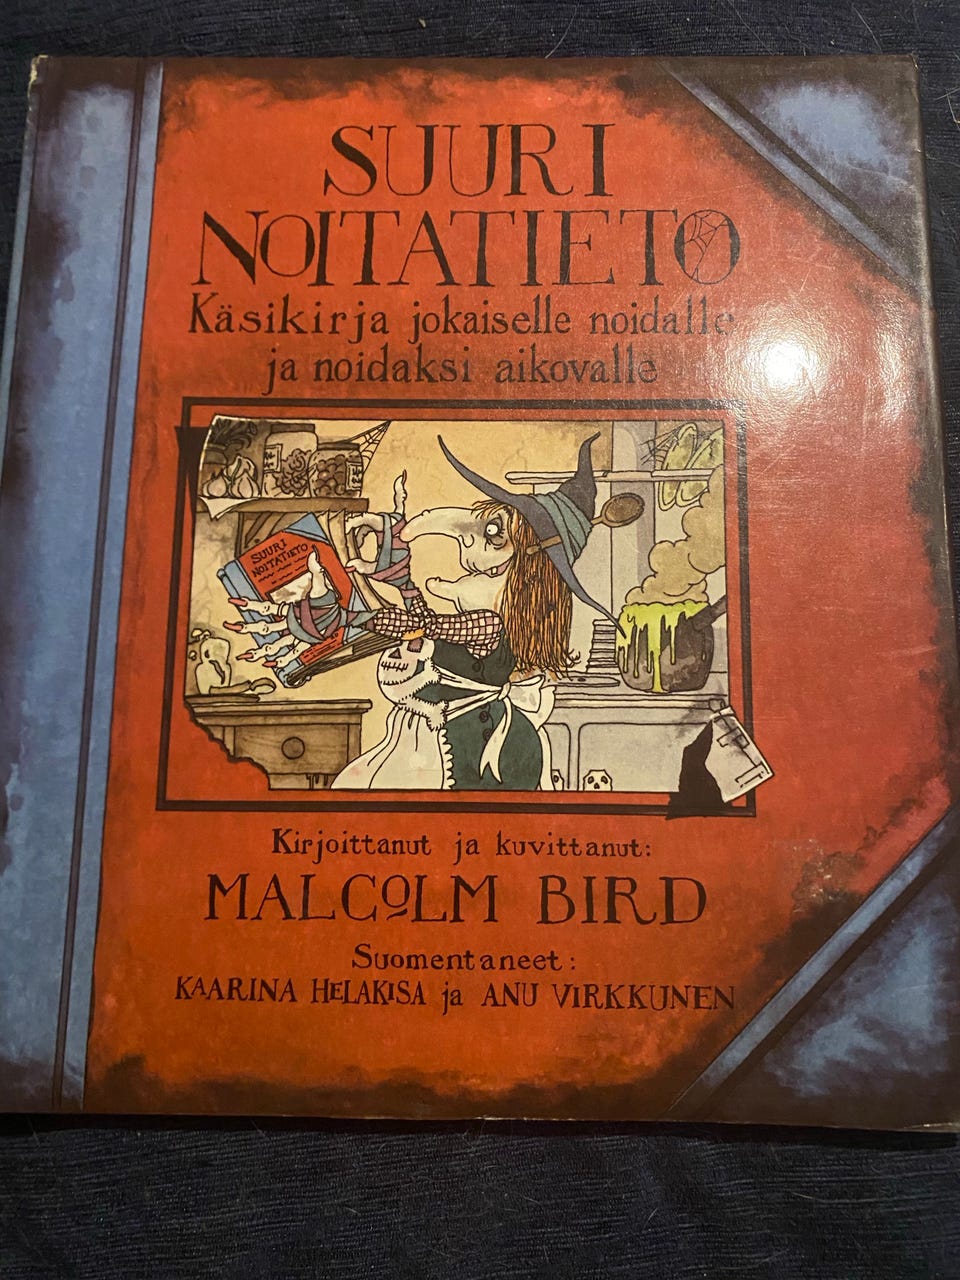 SUURI
NOITATIETO
Käsikirja jokaiselle noidalle
ja noidaksi aikovalle
SUURI
NOITATIETO
Kirjoittanut ja kuvittanut:
MALCOLM BIRD
Suomentaneet:
KAARINA HELAKISA ja ANU VIRKKUNEN